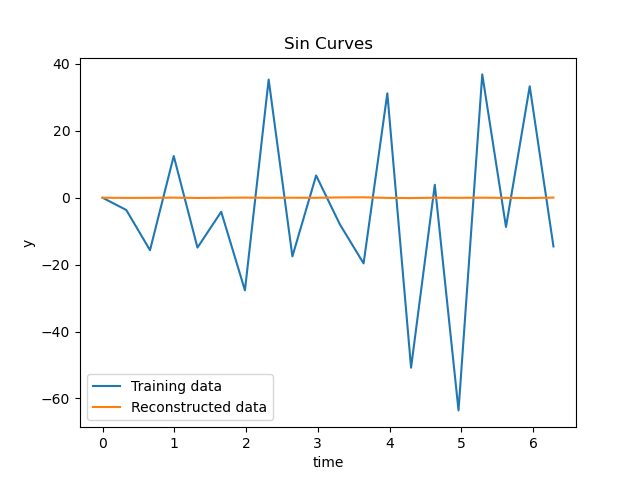 Sin Curves
40
20
0
−20
−40
−60
y
Training data
Reconstructed data
0 1 2 3 4 5 6
time